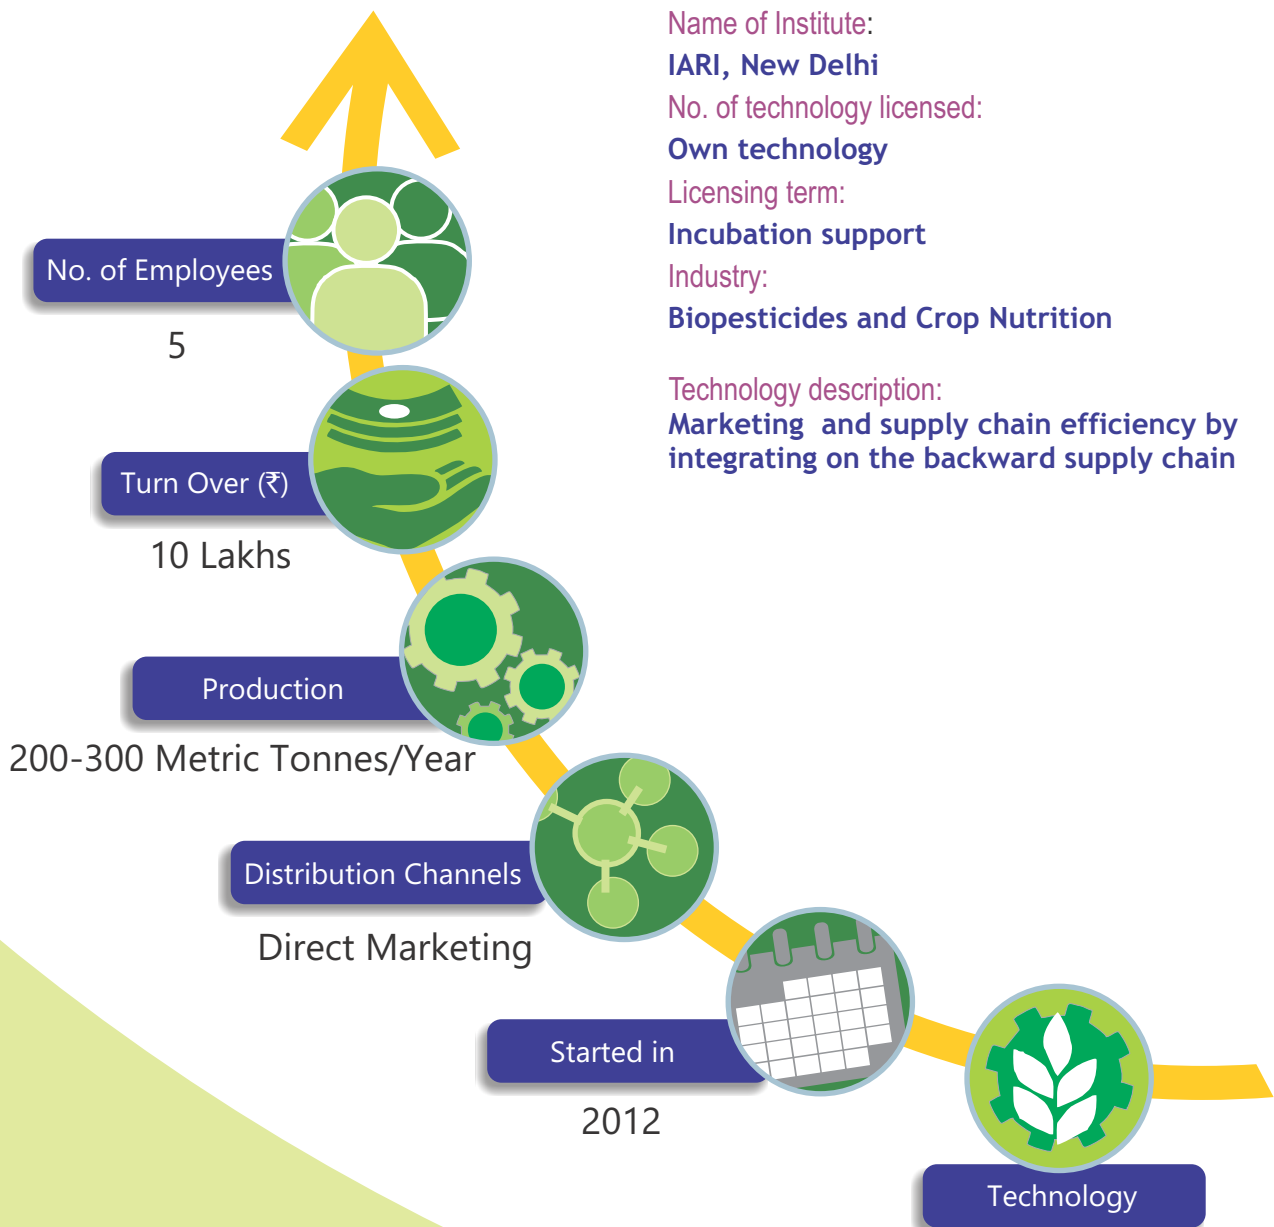 Name of Institute:
IARI, New Delhi
No. of technology licensed:
Own technology
Licensing term:
Incubation support
Industry:
Biopesticides and Crop Nutrition
Technology description:
Marketing and supply chain efficiency by
integrating on the backward supply chain
No. of Employees
5
Turn Over (₹)
10 Lakhs
Production
200-300 Metric Tonnes/Year
Distribution Channels
Direct Marketing
Started in
2012
Technology